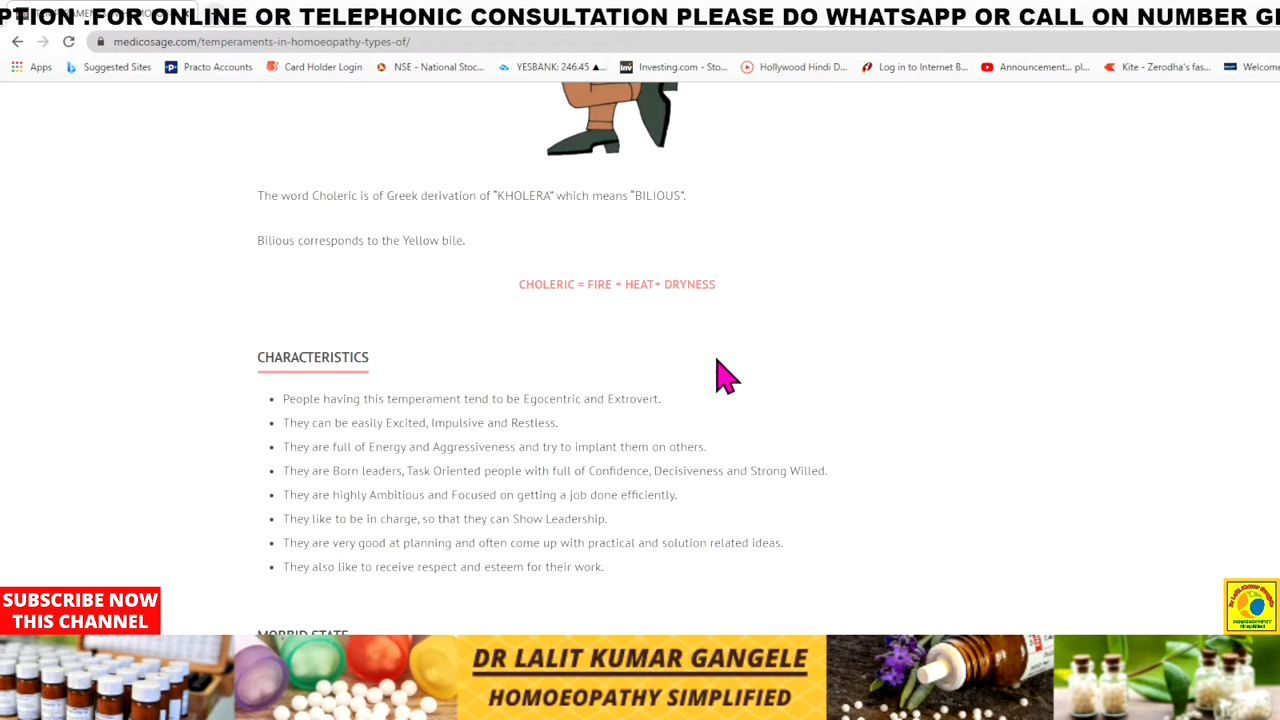 PTION .FOR ONLINE OR TELEPHONIC CONSULTATION PLEASE DO WHATSAPP OR CALL ON NUMBER GI
medicosage.com/temperaments-in-homoeopathy-types-of/
Apps Suggested Sites Practo Accounts Card Holder Login NSE - National Stoc... YESBANK: 246.45 ▲... Investing.com - Sto... Hollywood Hindi D... Log in to Internet B... Announcement... pl... Kite - Zerodha's fas... Welcome
The word Choleric is of Greek derivation of “KHOLERA” which means “BILIOUS”.
Bilious corresponds to the Yellow bile.
CHOLERIC = FIRE + HEAT+ DRYNESS
CHARACTERISTICS
• People having this temperament tend to be Egocentric and Extrovert.
• They can be easily Excited, Impulsive and Restless.
• They are full of Energy and Aggressiveness and try to implant them on others.
• They are Born leaders, Task Oriented people with full of Confidence, Decisiveness and Strong Willed.
• They are highly Ambitious and Focused on getting a job done efficiently.
• They like to be in charge, so that they can Show Leadership.
• They are very good at planning and often come up with practical and solution related ideas.
• They also like to receive respect and esteem for their work.
MORBID STATE
SUBSCRIBE NOW
THIS CHANNEL
DR LALIT KUMAR GANGELE
HOMOEOPATHY SIMPLIFIED